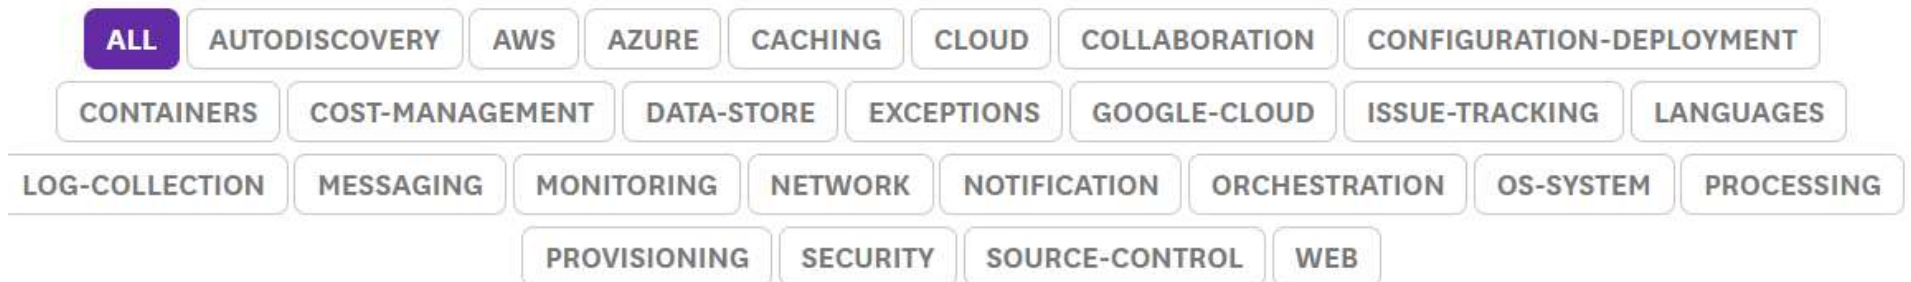 ALL AUTODISCOVERY AWS AZURE CACHING CLOUD COLLABORATION CONFIGURATION-DEPLOYMENT
CONTAINERS COST-MANAGEMENT DATA-STORE EXCEPTIONS GOOGLE-CLOUD ISSUE-TRACKING LANGUAGES
LOG-COLLECTION MESSAGING MONITORING NETWORK NOTIFICATION ORCHESTRATION OS-SYSTEM PROCESSING
PROVISIONING SECURITY SOURCE-CONTROL WEB